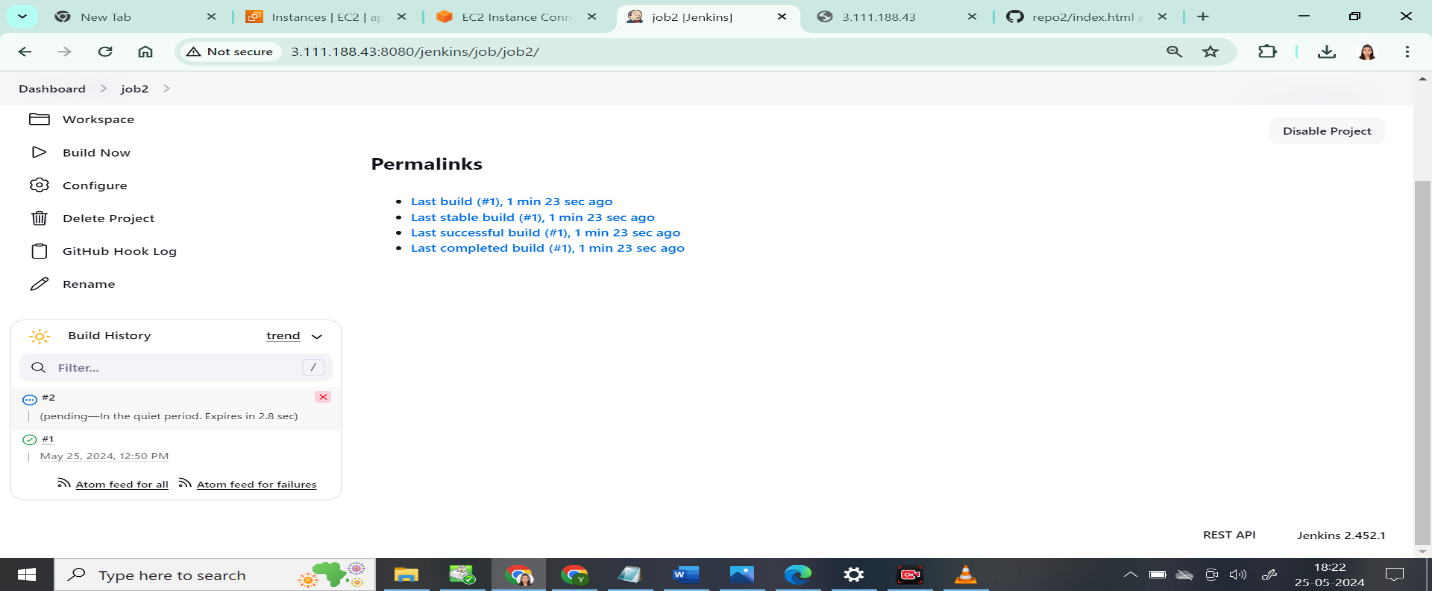 New Tab
Instances | EC2 | ap
EC2 Instance Conn
job2 [Jenkins]
3.111.188.43
repo2/index.html a
Not secure
3.111.188.43:8080/jenkins/job/job2/
Dashboard > job2 >
Workspace
Build Now
Configure
Delete Project
GitHub Hook Log
Rename
Disable Project
Permalinks
Last build (#1), 1 min 23 sec ago
Last stable build (#1), 1 min 23 sec ago
Last successful build (#1), 1 min 23 sec ago
Last completed build (#1), 1 min 23 sec ago
Build History
trend
Filter...
/
#2
(pending—In the quiet period. Expires in 2.8 sec)
#1
May 25, 2024, 12:50 PM
Atom feed for all
Atom feed for failures
REST API
Jenkins 2.452.1
Type here to search
18:22
25-05-2024